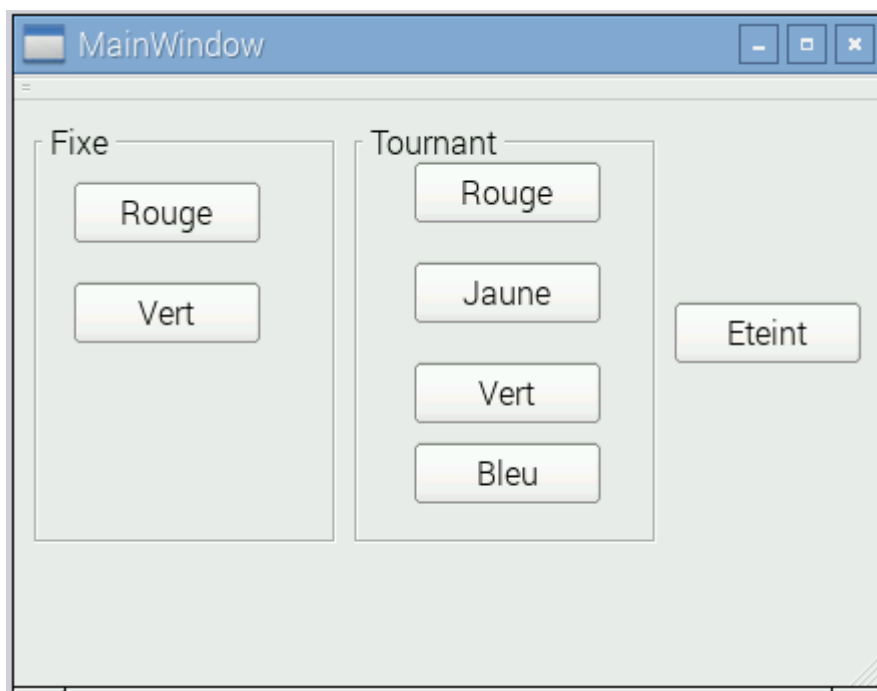 MainWindow
Fixe
Rouge
Vert
Tournant
Rouge
Jaune
Vert
Bleu
Eteint